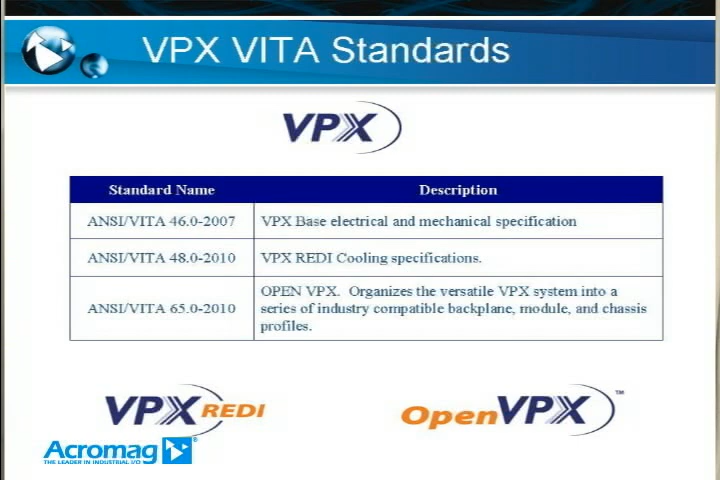 VPX VITA Standards
VPX
Standard Name Description
ANSI/VITA 46.0-2007 VPX Base electrical and mechanical specification
ANSI/VITA 48.0-2010 VPX REDI Cooling specifications.
OPEN VPX. Organizes the versatile VPX system into a
ANSI/VITA 65.0-2010 series of industry compatible backplane, module, and chassis
profiles.
VPX REDI
OpenVPX™
Acromag®
THE LEADER IN INDUSTRIAL I/O